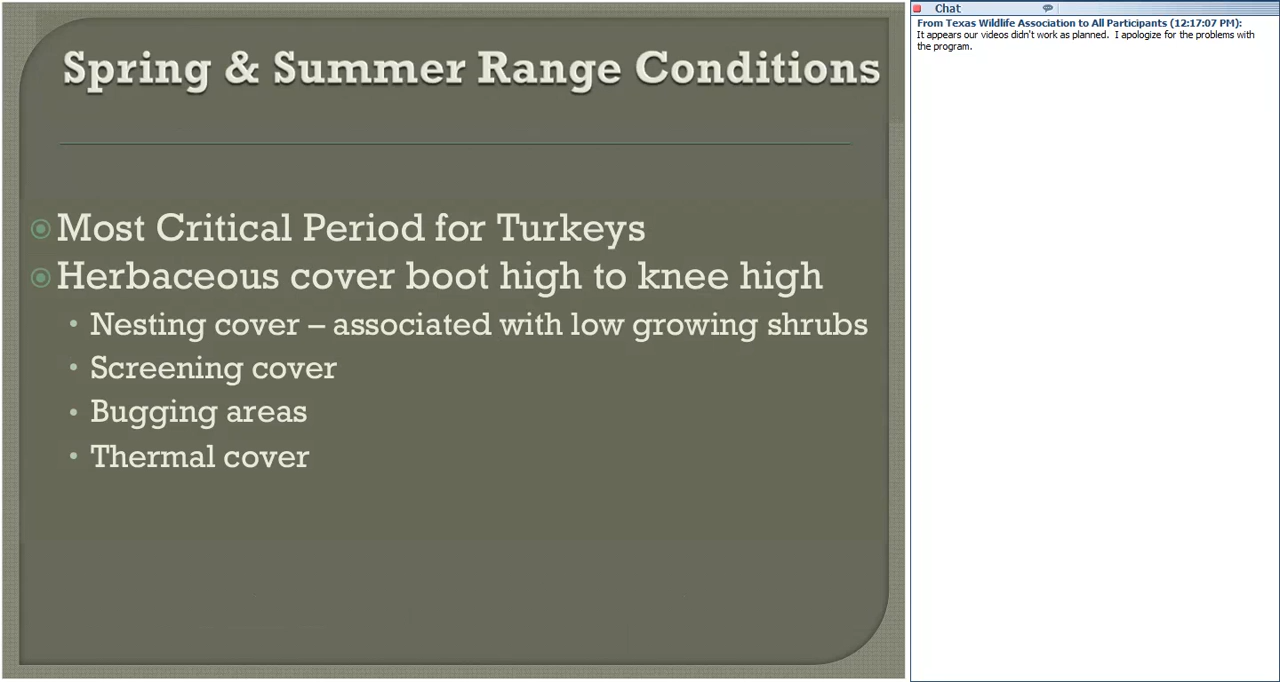 Spring & Summer Range Conditions
Most Critical Period for Turkeys
Herbaceous cover boot high to knee high
Nesting cover – associated with low growing shrubs
Screening cover
Bugging areas
Thermal cover
Chat
From Texas Wildlife Association to All Participants (12:17:07 PM):
It appears our videos didn't work as planned.  I apologize for the problems with
the program.